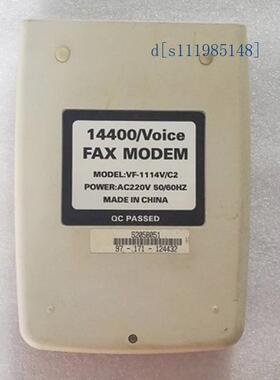 d[s111985148]
14400/Voice
FAX MODEM
MODEL:VF-1114V/C2
POWER:AC220V 50/60HZ
MADE IN CHINA
QC PASSED
52058051
97 -.171 - 124432